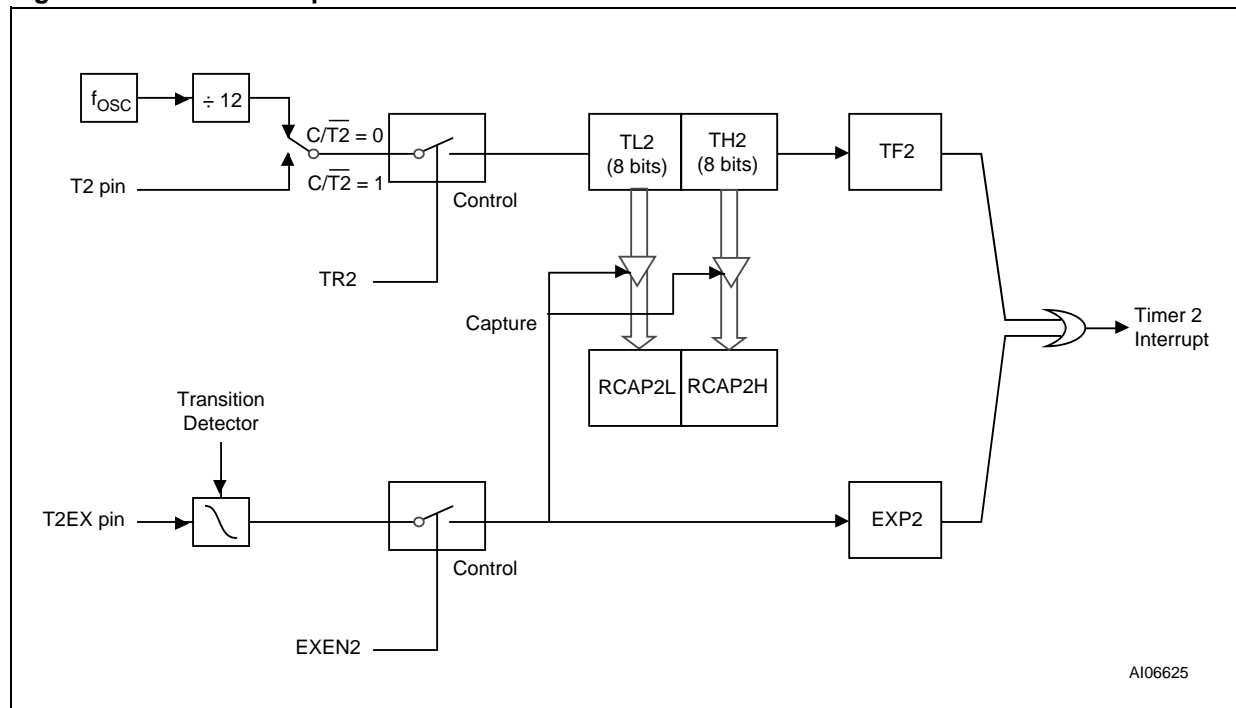 fOSC
÷ 12
C/T2 = 0
T2 pin
C/T2 = 1
Control
TR2
TL2
(8 bits)
TH2
(8 bits)
TF2
Capture
RCAP2L
RCAP2H
Timer 2
Interrupt
Transition
Detector
T2EX pin
Control
EXEN2
EXP2
AI06625